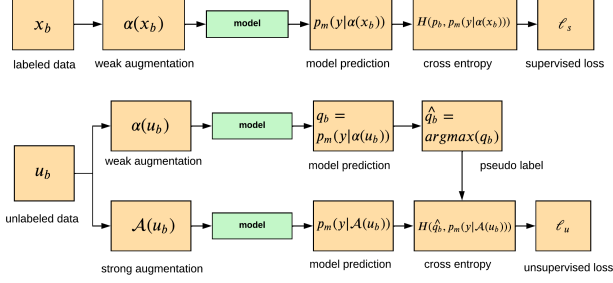 x_b
α(x_b)
model
p_m(y|α(x_b))
H(p_b, p_m(y|α(x_b)))
ℓ_s
labeled data
weak augmentation
model prediction
cross entropy
supervised loss
u_b
unlabeled data
α(u_b)
model
q_b =
p_m(y|α(u_b))
q̂_b =
argmax(q_b)
weak augmentation
model prediction
pseudo label
𝒜(u_b)
model
p_m(y|𝒜(u_b))
H(q̂_b, p_m(y|𝒜(u_b)))
ℓ_u
strong augmentation
model prediction
cross entropy
unsupervised loss